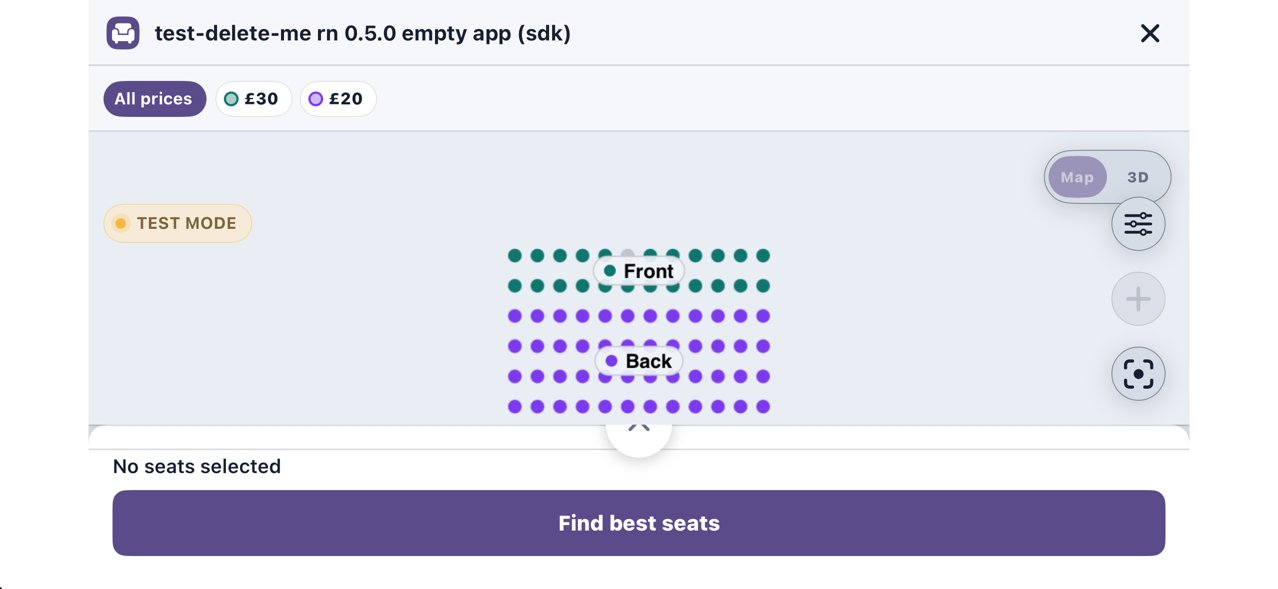 test-delete-me rn 0.5.0 empty app (sdk)
All prices
£30
£20
Map
3D
TEST MODE
Front
Back
No seats selected
Find best seats